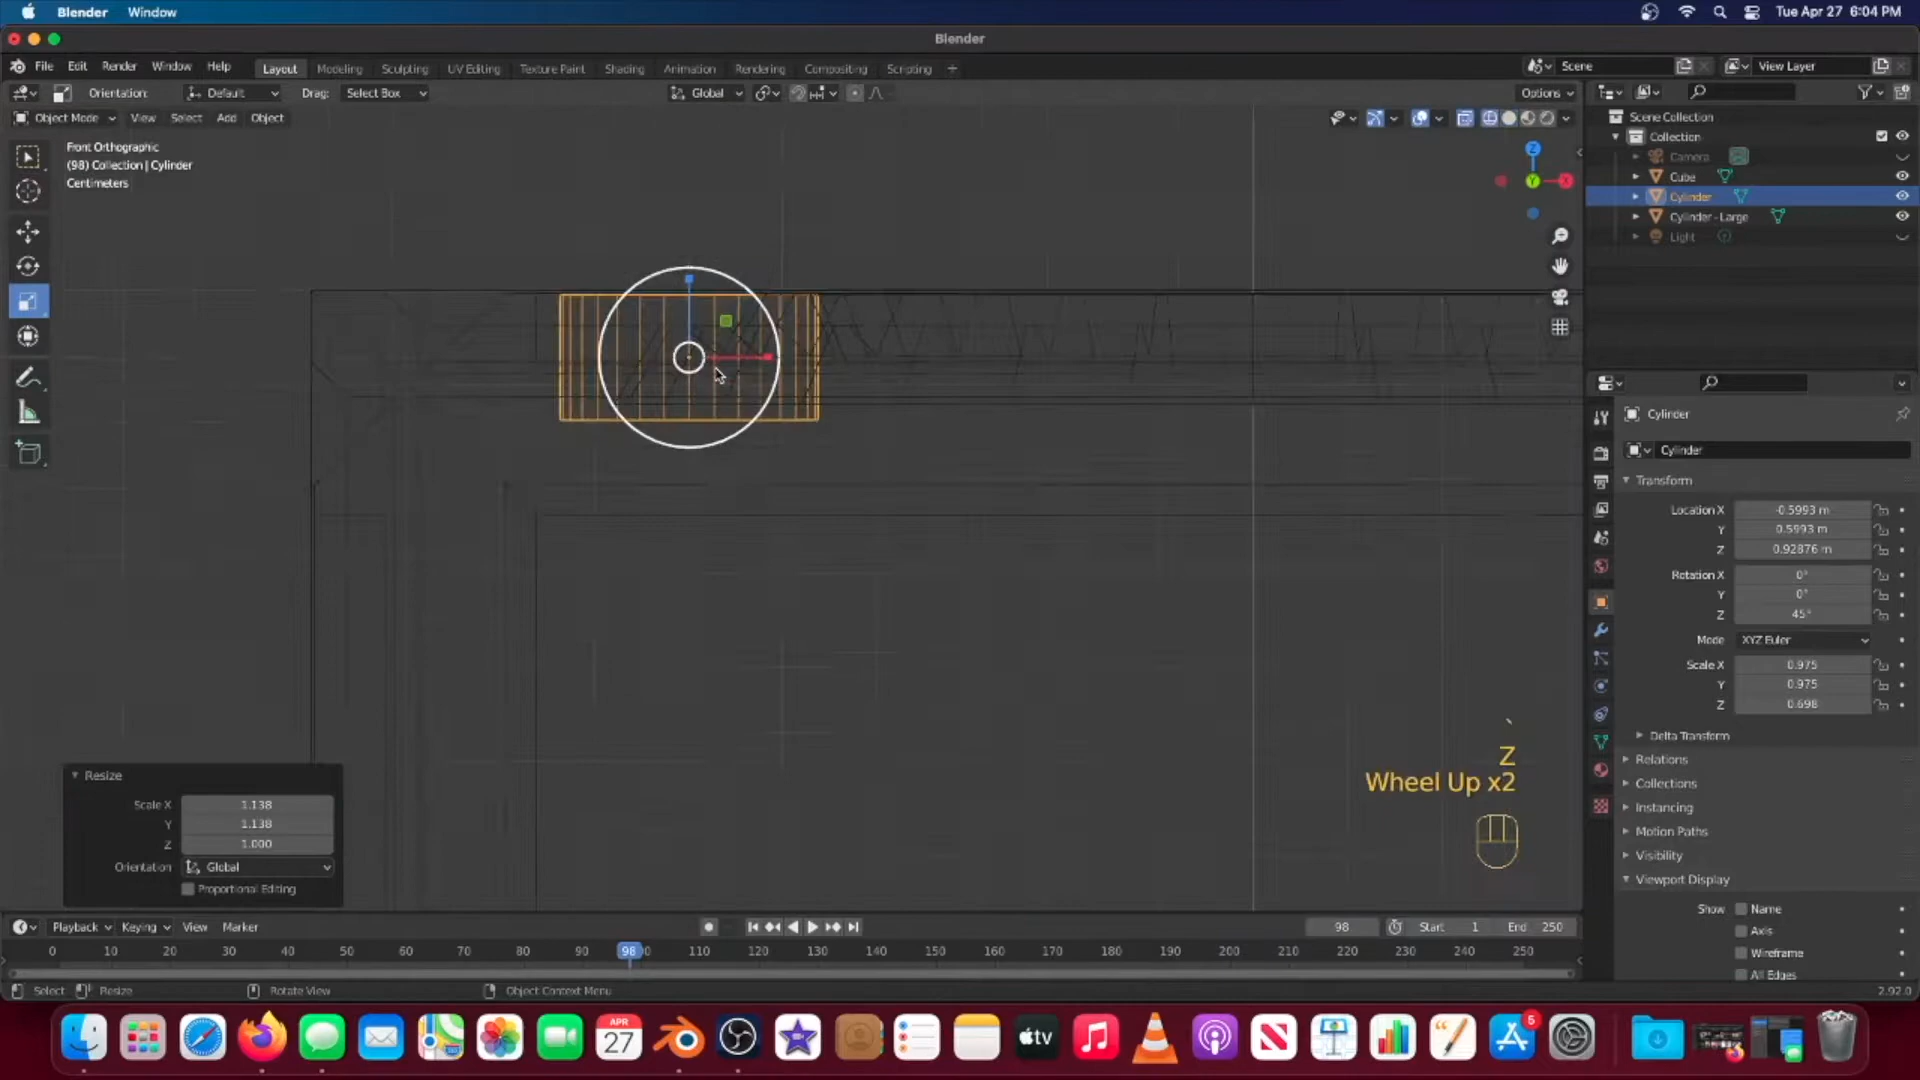 Blender Window Tue Apr 27 6:04 PM
Blender
File Edit Render Window Help Layout Modeling Sculpting UV Editing Texture Paint Shading Animation Rendering Compositing Scripting + Scene View Layer
Orientation: Default Drag: Select Box Global Options
Object Mode View Select Add Object
Front Orthographic
(98) Collection | Cylinder
Centimeters
Z
X
Y
Scene Collection
Collection
Camera
Cube
Cylinder
Cylinder - Large
Light
Cylinder
Cylinder
Transform
Location X -0.5993 m
Y 0.5993 m
Z 0.92876 m
Rotation X 0°
Y 0°
Z 45°
Mode XYZ Euler
Scale X 0.975
Y 0.975
Z 0.698
Delta Transform
Relations
Collections
Instancing
Motion Paths
Visibility
Viewport Display
Show Name
Axis
Wireframe
All Edges
`
Z
Wheel Up x2
Resize
Scale X 1.138
Y 1.138
Z 1.000
Orientation Global
Proportional Editing
Playback Keying View Marker 98 Start 1 End 250
0 10 20 30 40 50 60 70 80 90 98 110 120 130 140 150 160 170 180 190 200 210 220 230 240 250
Select Resize Rotate View Object Context Menu 2.92.0
APR
27
tv
5